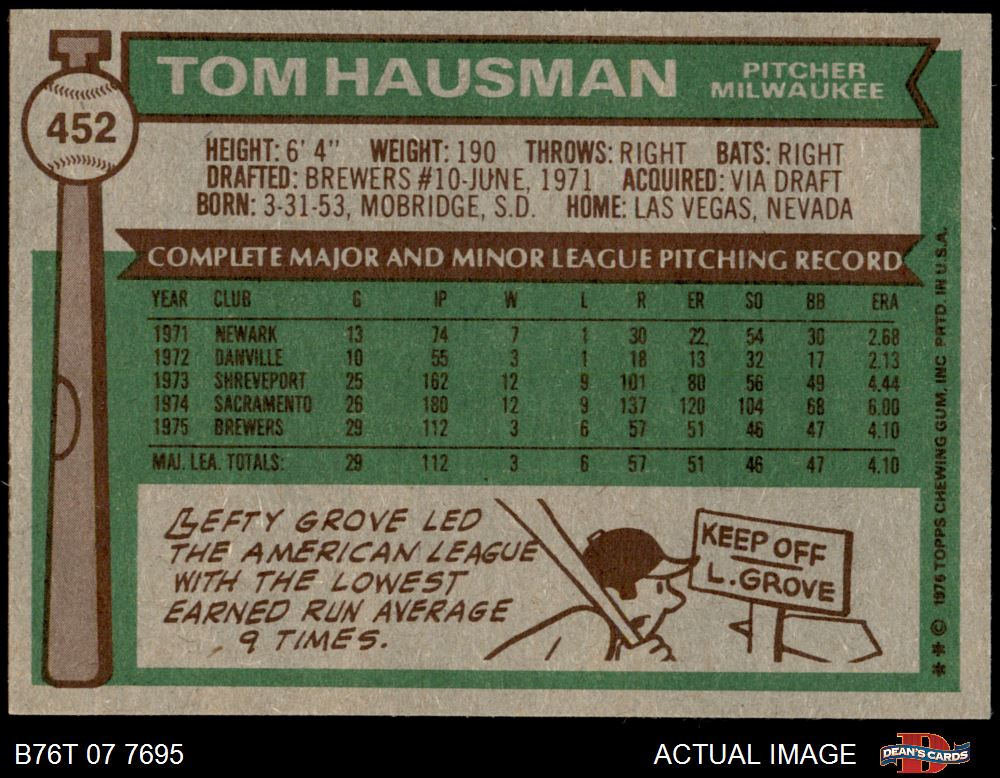 452
TOM HAUSMAN
PITCHER
MILWAUKEE
HEIGHT: 6' 4" WEIGHT: 190 THROWS: RIGHT BATS: RIGHT
DRAFTED: BREWERS #10-JUNE, 1971 ACQUIRED: VIA DRAFT
BORN: 3-31-53, MOBRIDGE, S.D. HOME: LAS VEGAS, NEVADA
COMPLETE MAJOR AND MINOR LEAGUE PITCHING RECORD
YEAR CLUB G IP W L R ER SO BB ERA
1971 NEWARK 13 74 7 1 30 22 54 30 2.68
1972 DANVILLE 10 55 3 1 18 13 32 17 2.13
1973 SHREVEPORT 25 162 12 9 101 80 56 49 4.44
1974 SACRAMENTO 26 180 12 9 137 120 104 68 6.00
1975 BREWERS 29 112 3 6 57 51 46 47 4.10
MAJ. LEA. TOTALS: 29 112 3 6 57 51 46 47 4.10
LEFTY GROVE LED
THE AMERICAN LEAGUE
WITH THE LOWEST
EARNED RUN AVERAGE
9 TIMES.
KEEP OFF
L. GROVE
** © 1976 TOPPS CHEWING GUM, INC PRTD. IN U.S.A.
B76T 07 7695
ACTUAL IMAGE
DEAN'S CARDS